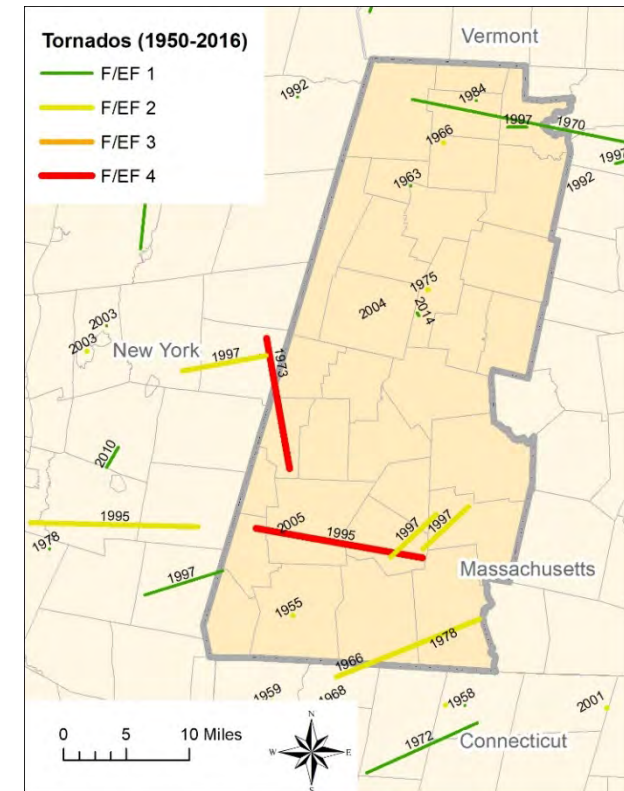 Tornados (1950-2016)
F/EF 1
F/EF 2
F/EF 3
F/EF 4
Vermont
1992
1984
1997
1970
1966
1997
1963
1992
1975
2004
2014
2003
2003
New York
1997
1973
2010
1995
1978
2005
1995
1997
1997
1997
Massachusetts
1955
1978
1966
1959
1968
1958
2001
1972
Connecticut
0 5 10 Miles
N
W E
S